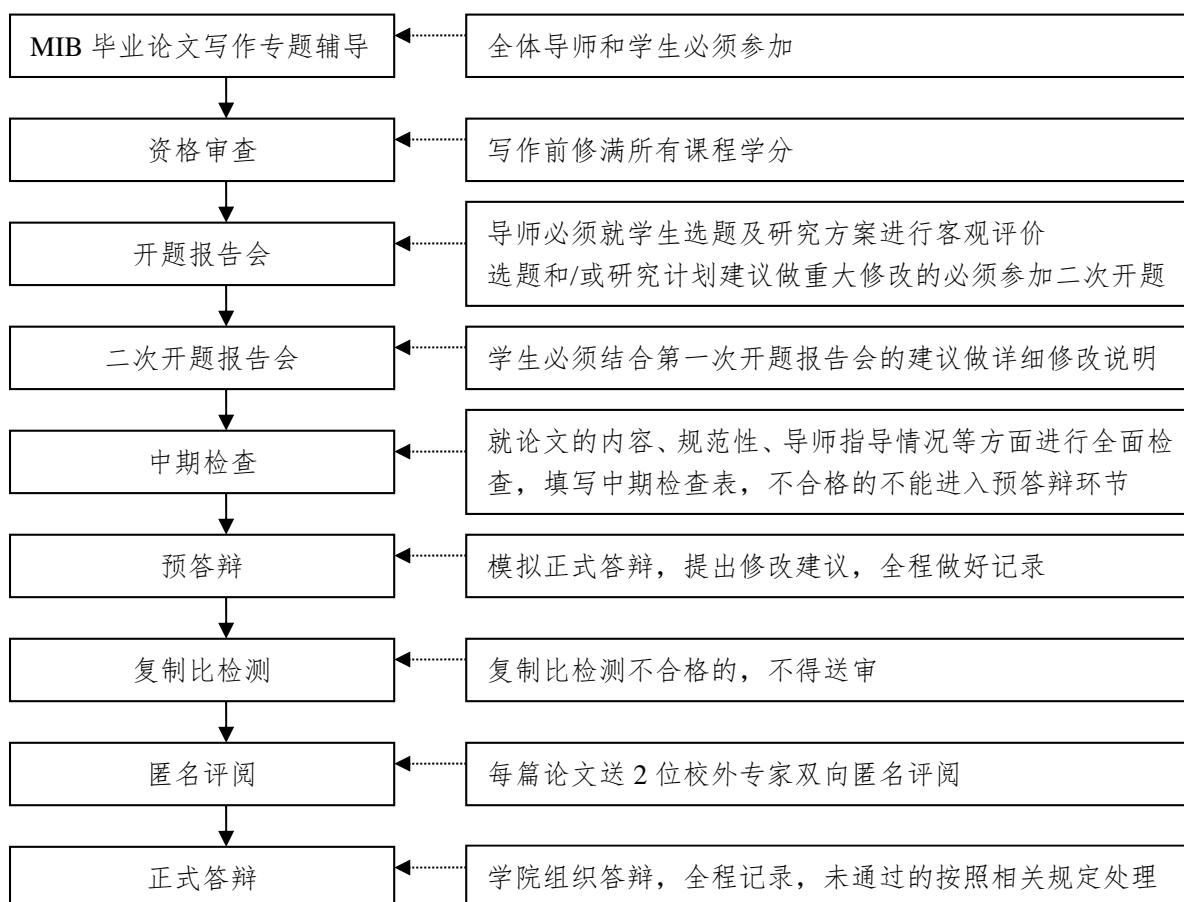 MIB 毕业论文写作专题辅导
全体导师和学生必须参加
资格审查
写作前修满所有课程学分
开题报告会
导师必须就学生选题及研究方案进行客观评价
选题和/或研究计划建议做重大修改的必须参加二次开题
二次开题报告会
学生必须结合第一次开题报告会的建议做详细修改说明
中期检查
就论文的内容、规范性、导师指导情况等方面进行全面检
查，填写中期检查表，不合格的不能进入预答辩环节
预答辩
模拟正式答辩，提出修改建议，全程做好记录
复制比检测
复制比检测不合格的，不得送审
匿名评阅
每篇论文送 2 位校外专家双向匿名评阅
正式答辩
学院组织答辩，全程记录，未通过的按照相关规定处理